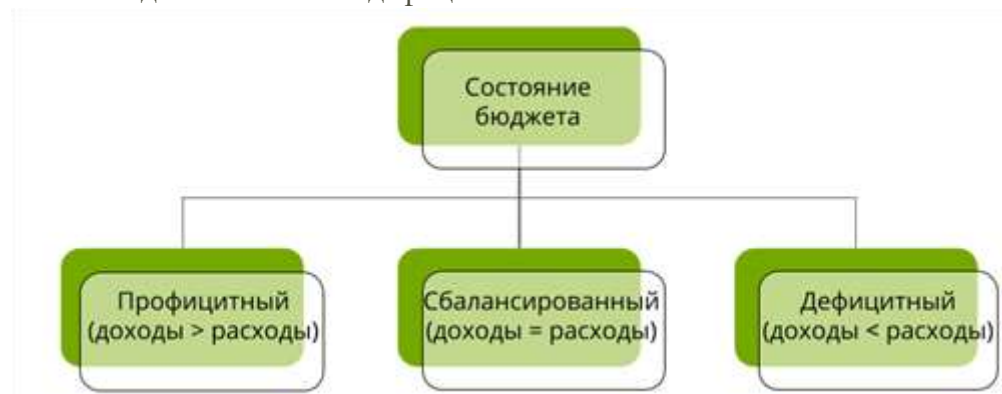 Состояние
бюджета
Профицитный
(доходы > расходы)
Сбалансированный
(доходы = расходы)
Дефицитный
(доходы < расходы)